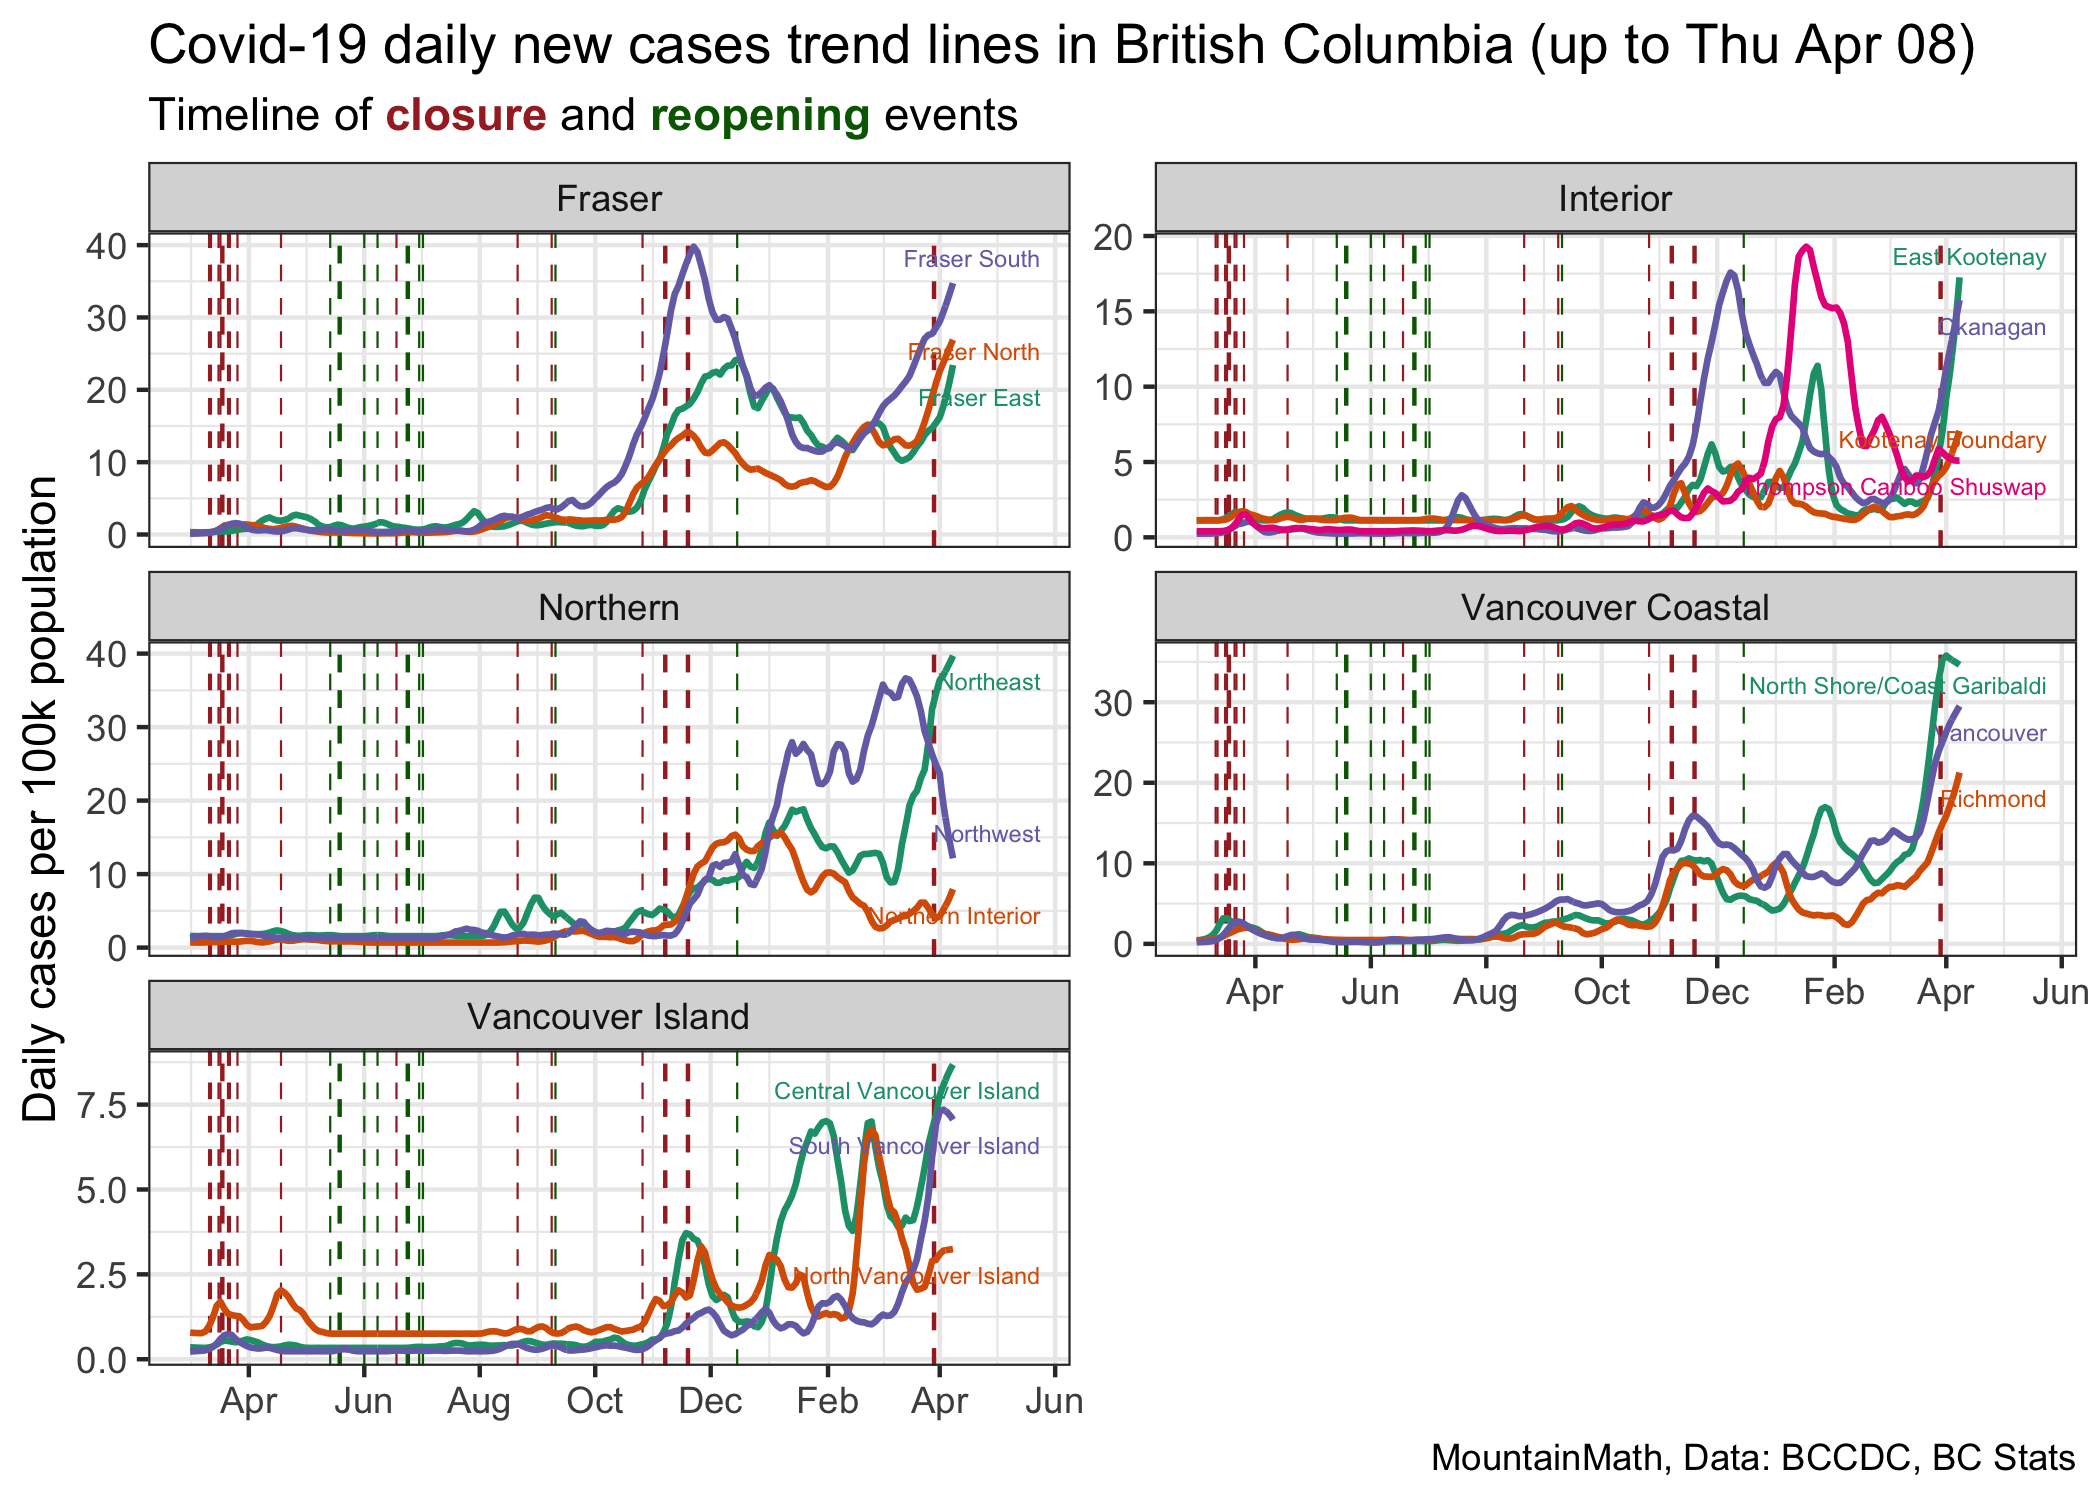 Covid-19 daily new cases trend lines in British Columbia (up to Thu Apr 08)
Timeline of closure and reopening events
Daily cases per 100k population
Fraser
40
30
20
10
0
Fraser South
Fraser North
Fraser East
Interior
20
15
10
5
0
East Kootenay
Okanagan
Kootenay Boundary
Thompson Cariboo Shuswap
Northern
40
30
20
10
0
Northeast
Northwest
Northern Interior
Vancouver Coastal
30
20
10
0
North Shore/Coast Garibaldi
Vancouver
Richmond
Apr Jun Aug Oct Dec Feb Apr Jun
Vancouver Island
7.5
5.0
2.5
0.0
Central Vancouver Island
South Vancouver Island
North Vancouver Island
Apr Jun Aug Oct Dec Feb Apr Jun
MountainMath, Data: BCCDC, BC Stats